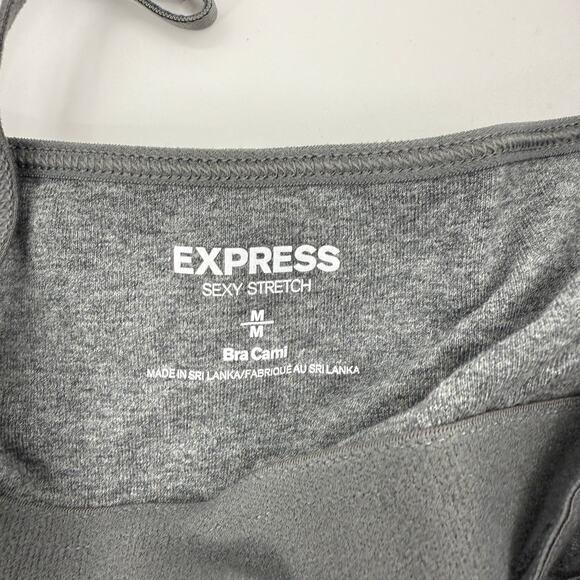 EXPRESS
SEXY STRETCH
M
M
Bra Cami
MADE IN SRI LANKA/FABRIQUÉ AU SRI LANKA